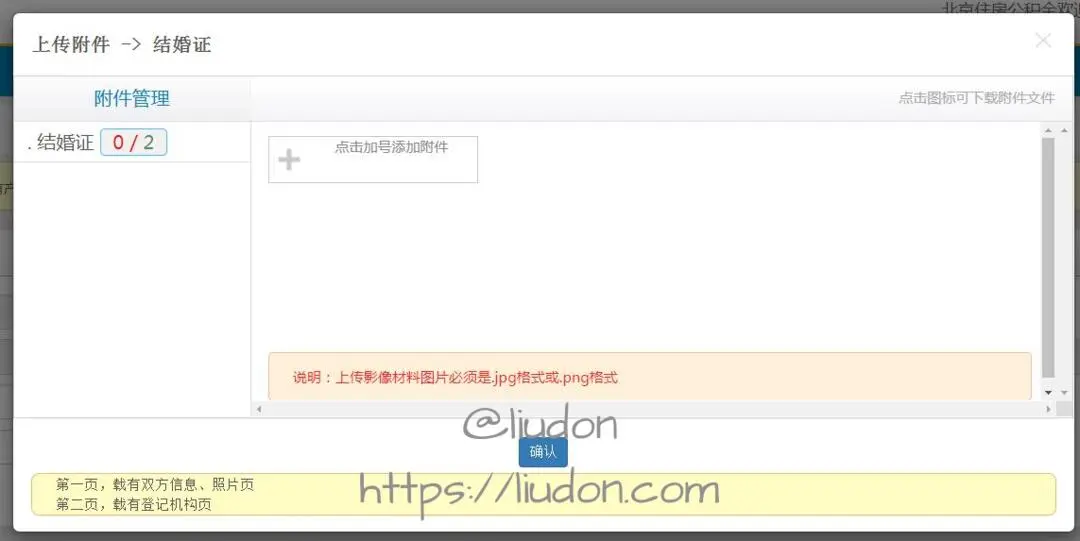 北京住房公积金欢迎
上传附件 -> 结婚证
附件管理
点击图标可下载附件文件
. 结婚证 0 / 2
点击加号添加附件
说明：上传影像材料图片必须是.jpg格式或.png格式
@liudon
确认
https://liudon.com
第一页，载有双方信息、照片页
第二页，载有登记机构页